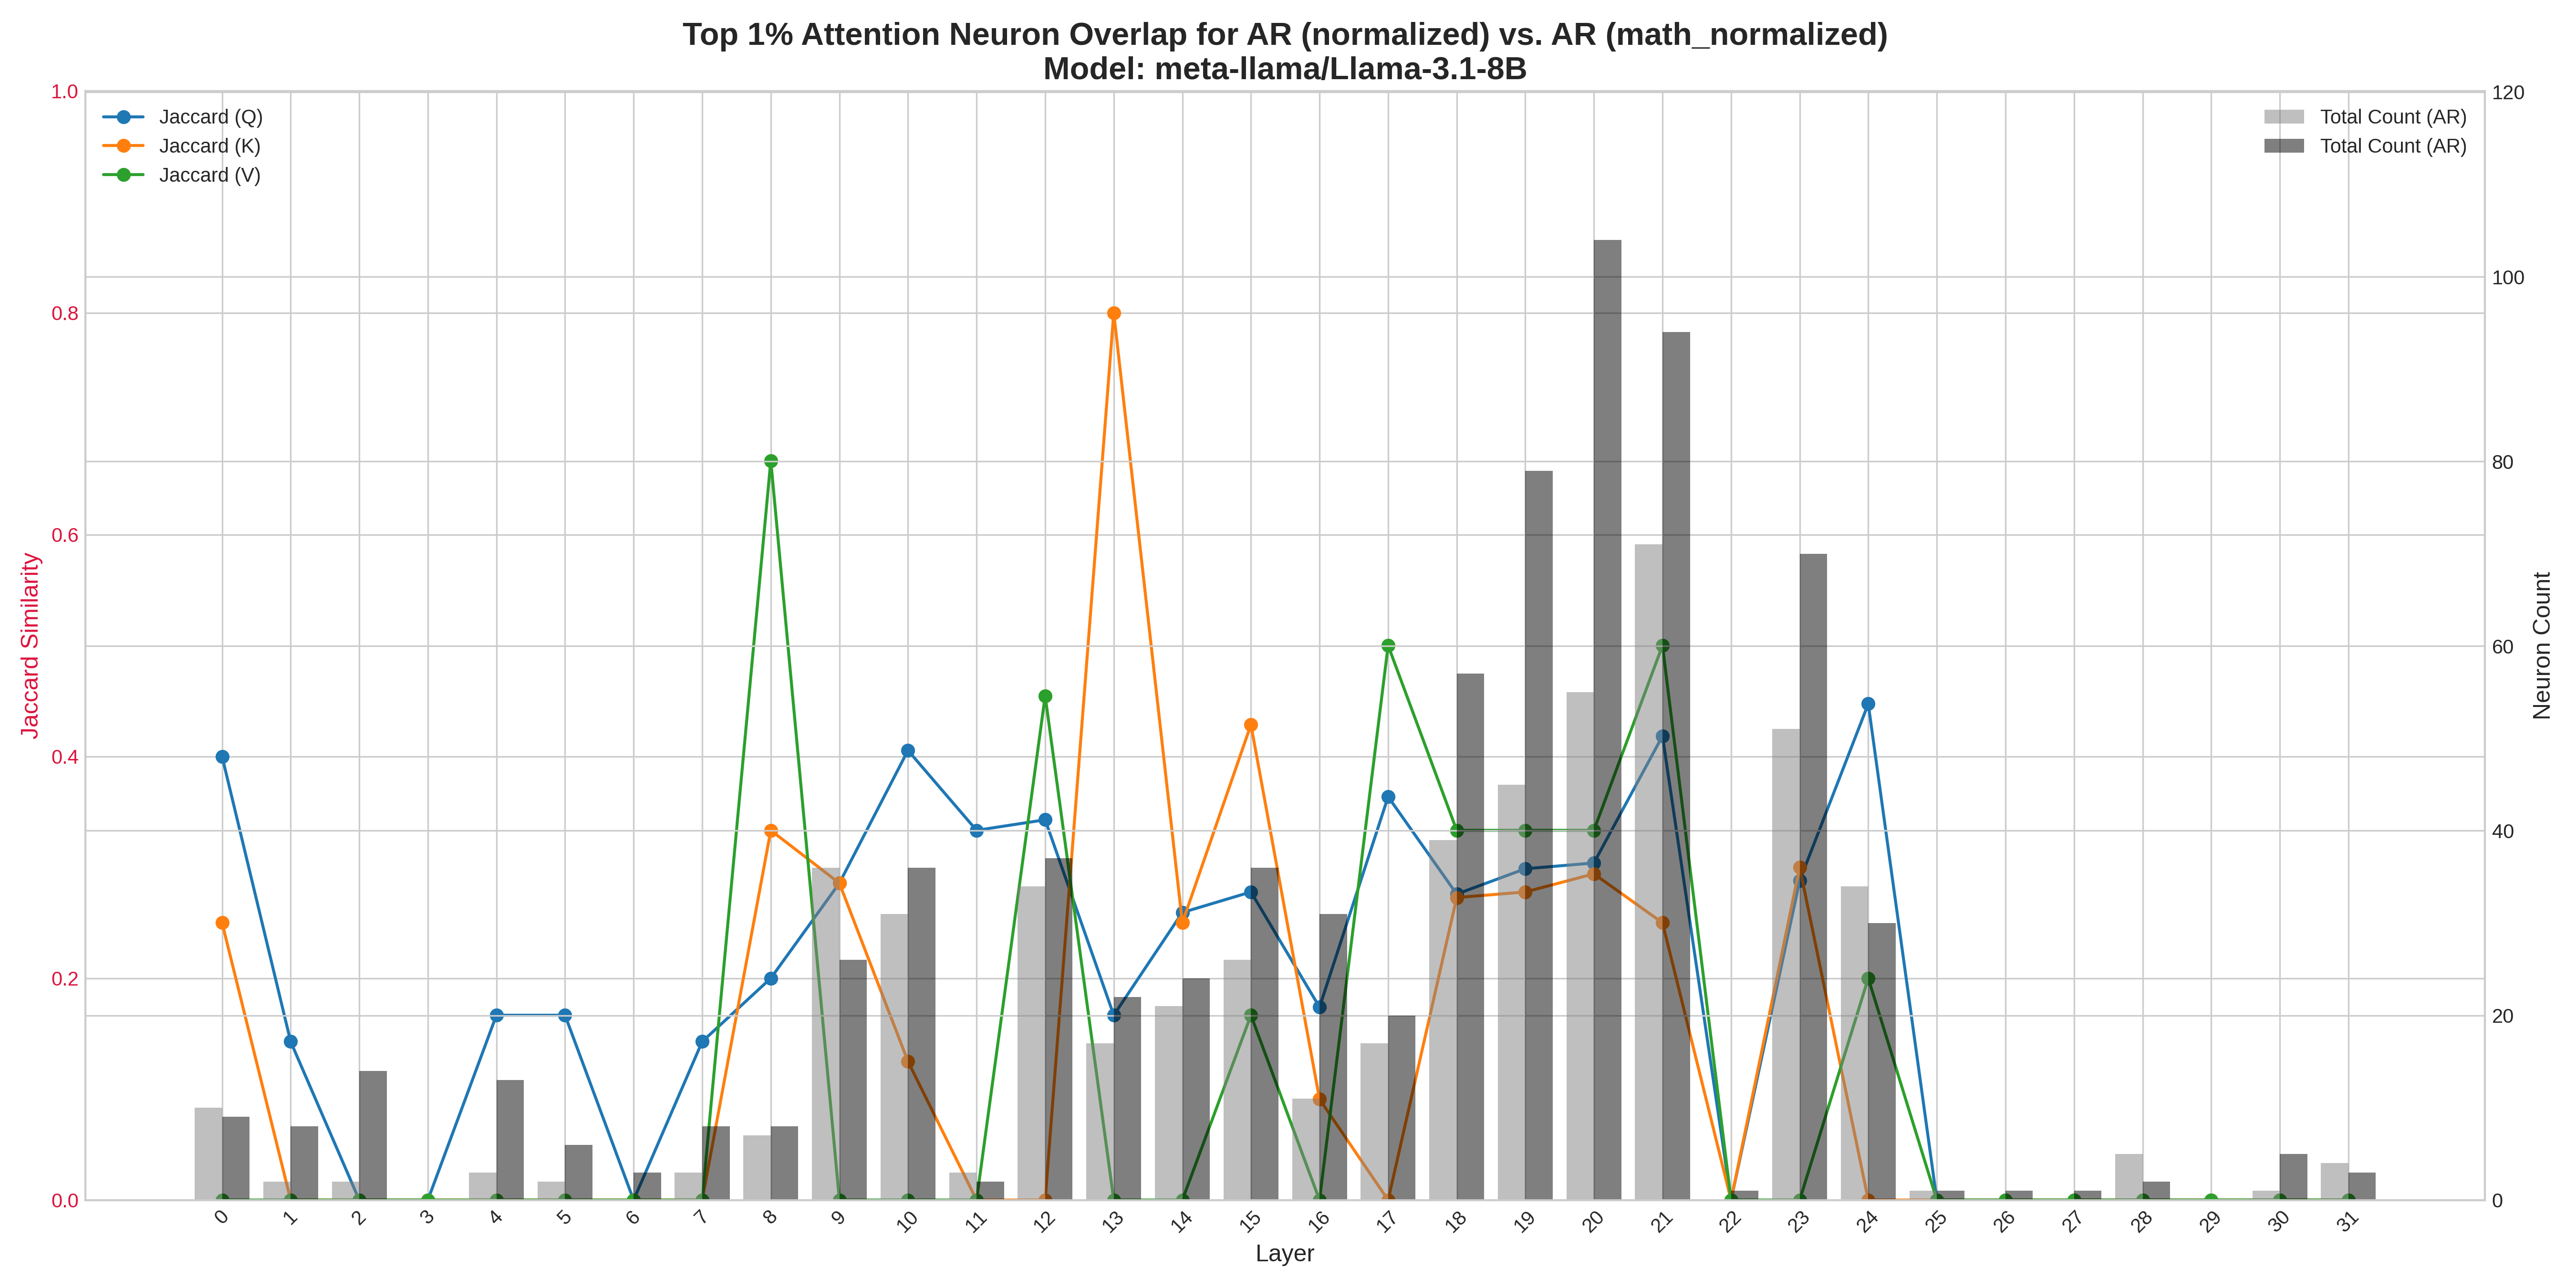 Top 1% Attention Neuron Overlap for AR (normalized) vs. AR (math_normalized)
Model: meta-llama/Llama-3.1-8B
Jaccard (Q)
Jaccard (K)
Jaccard (V)
Total Count (AR)
Total Count (AR)
Jaccard Similarity
1.0
0.8
0.6
0.4
0.2
0.0
Neuron Count
120
100
80
60
40
20
0
0 1 2 3 4 5 6 7 8 9 10 11 12 13 14 15 16 17 18 19 20 21 22 23 24 25 26 27 28 29 30 31
Layer